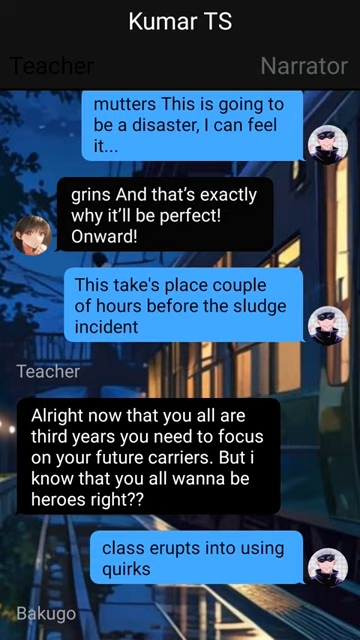 Kumar TS
Teacher
Narrator
mutters This is going to
be a disaster, I can feel
it...
grins And that’s exactly
why it’ll be perfect!
Onward!
This take's place couple
of hours before the sludge
incident
Teacher
Alright now that you all are
third years you need to focus
on your future carriers. But i
know that you all wanna be
heroes right??
class erupts into using
quirks
Bakugo